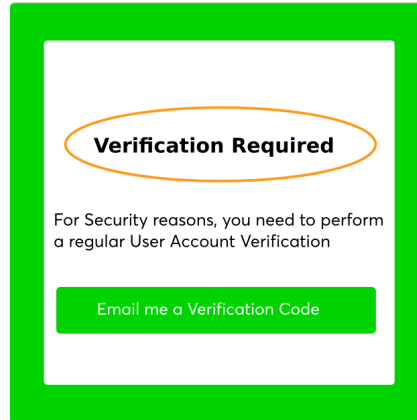 Verification Required
For Security reasons, you need to perform
a regular User Account Verification
Email me a Verification Code